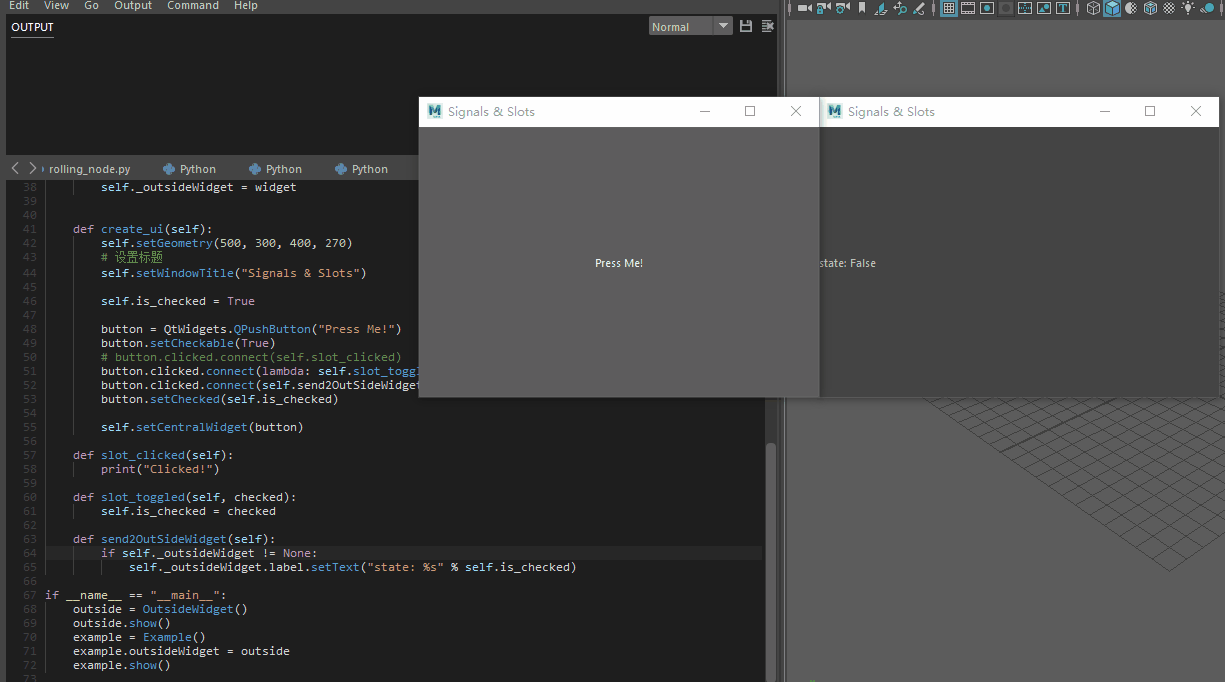 Edit View Go Output Command Help
OUTPUT
Normal
Signals & Slots
Signals & Slots
Press Me!
state: False
rolling_node.py Python Python Python
38 self._outsideWidget = widget
39
40
41 def create_ui(self):
42 self.setGeometry(500, 300, 400, 270)
43 # 设置标题
44 self.setWindowTitle("Signals & Slots")
45
46 self.is_checked = True
47
48 button = QtWidgets.QPushButton("Press Me!")
49 button.setCheckable(True)
50 # button.clicked.connect(self.slot_clicked)
51 button.clicked.connect(lambda: self.slot_toggl
52 button.clicked.connect(self.send2OutSideWidget
53 button.setChecked(self.is_checked)
54
55 self.setCentralWidget(button)
56
57 def slot_clicked(self):
58 print("Clicked!")
59
60 def slot_toggled(self, checked):
61 self.is_checked = checked
62
63 def send2OutSideWidget(self):
64 if self._outsideWidget != None:
65 self._outsideWidget.label.setText("state: %s" % self.is_checked)
66
67 if __name__ == "__main__":
68 outside = OutsideWidget()
69 outside.show()
70 example = Example()
71 example.outsideWidget = outside
72 example.show()
73